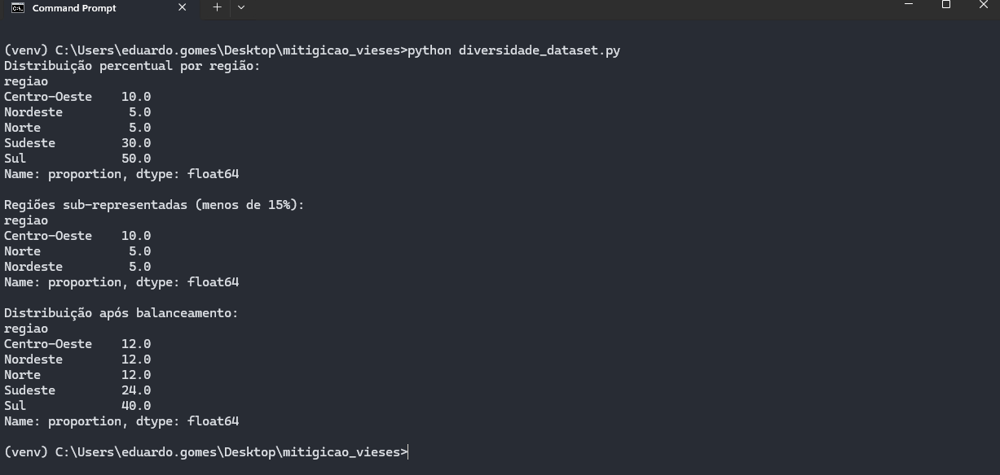 Command Prompt
(venv) C:\Users\eduardo.gomes\Desktop\mitigicao_vieses>python diversidade_dataset.py
Distribuição percentual por região:
regiao
Centro-Oeste    10.0
Nordeste         5.0
Norte            5.0
Sudeste         30.0
Sul             50.0
Name: proportion, dtype: float64
Regiões sub-representadas (menos de 15%):
regiao
Centro-Oeste    10.0
Norte            5.0
Nordeste         5.0
Name: proportion, dtype: float64
Distribuição após balanceamento:
regiao
Centro-Oeste    12.0
Nordeste        12.0
Norte           12.0
Sudeste         24.0
Sul             40.0
Name: proportion, dtype: float64
(venv) C:\Users\eduardo.gomes\Desktop\mitigicao_vieses>